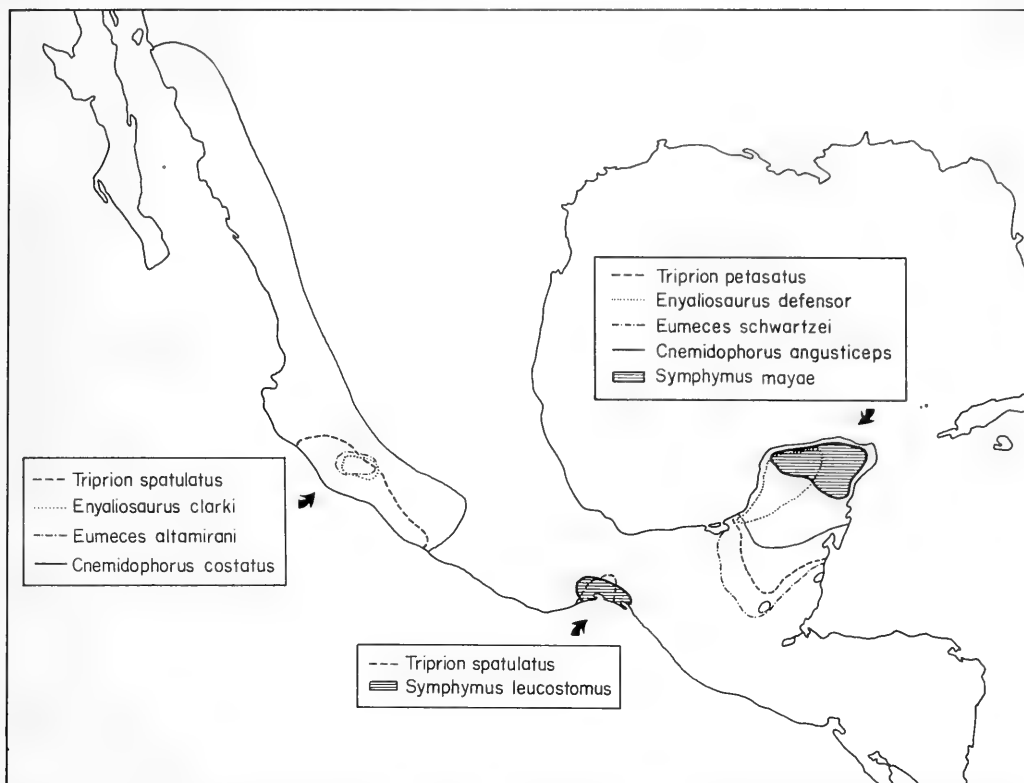 Triprion petasatus
Enyaliosaurus defensor
Eumeces schwartzei
Cnemidophorus angusticeps
Symphymus mayae
Triprion spatulatus
Enyaliosaurus clarki
Eumeces altamirani
Cnemidophorus costatus
Triprion spatulatus
Symphymus leucostomus